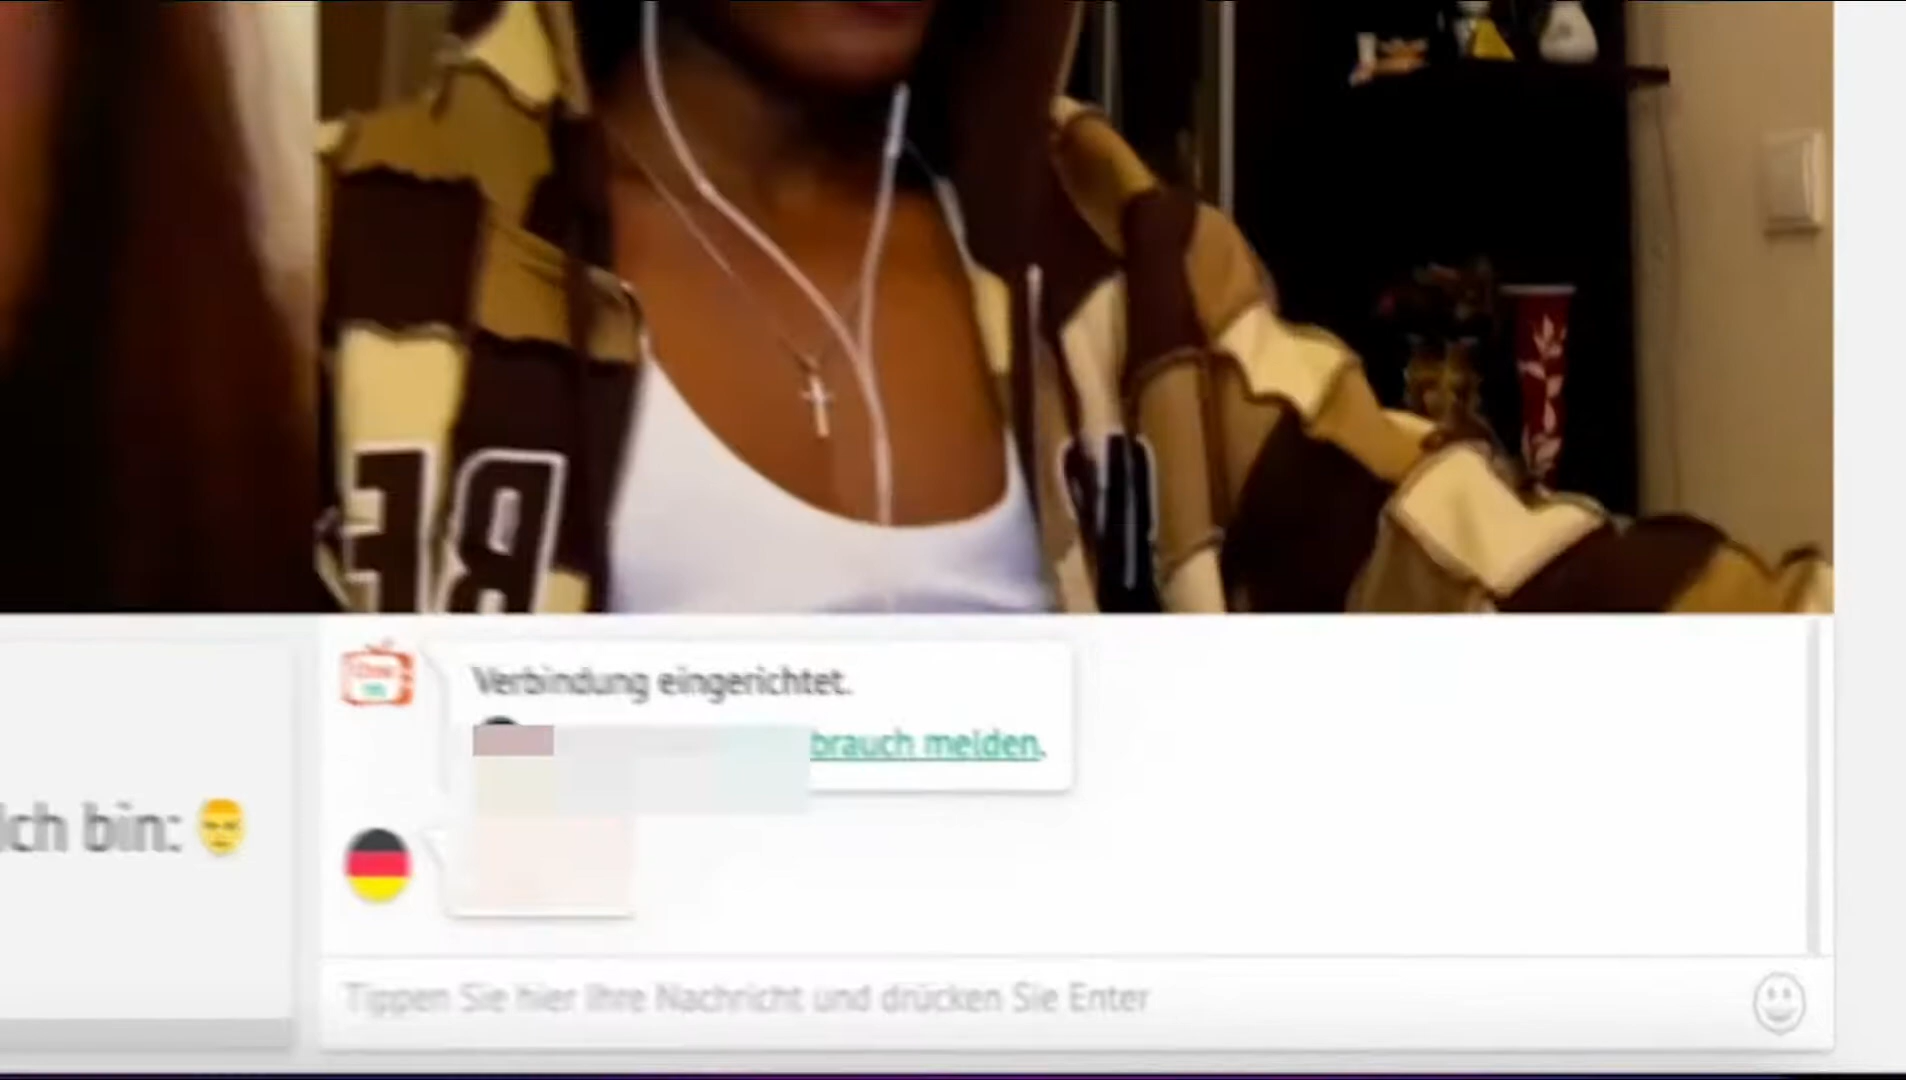 Verbindung eingerichtet.
brauch melden.
Ich bin:
Tippen Sie hier Ihre Nachricht und drücken Sie Enter